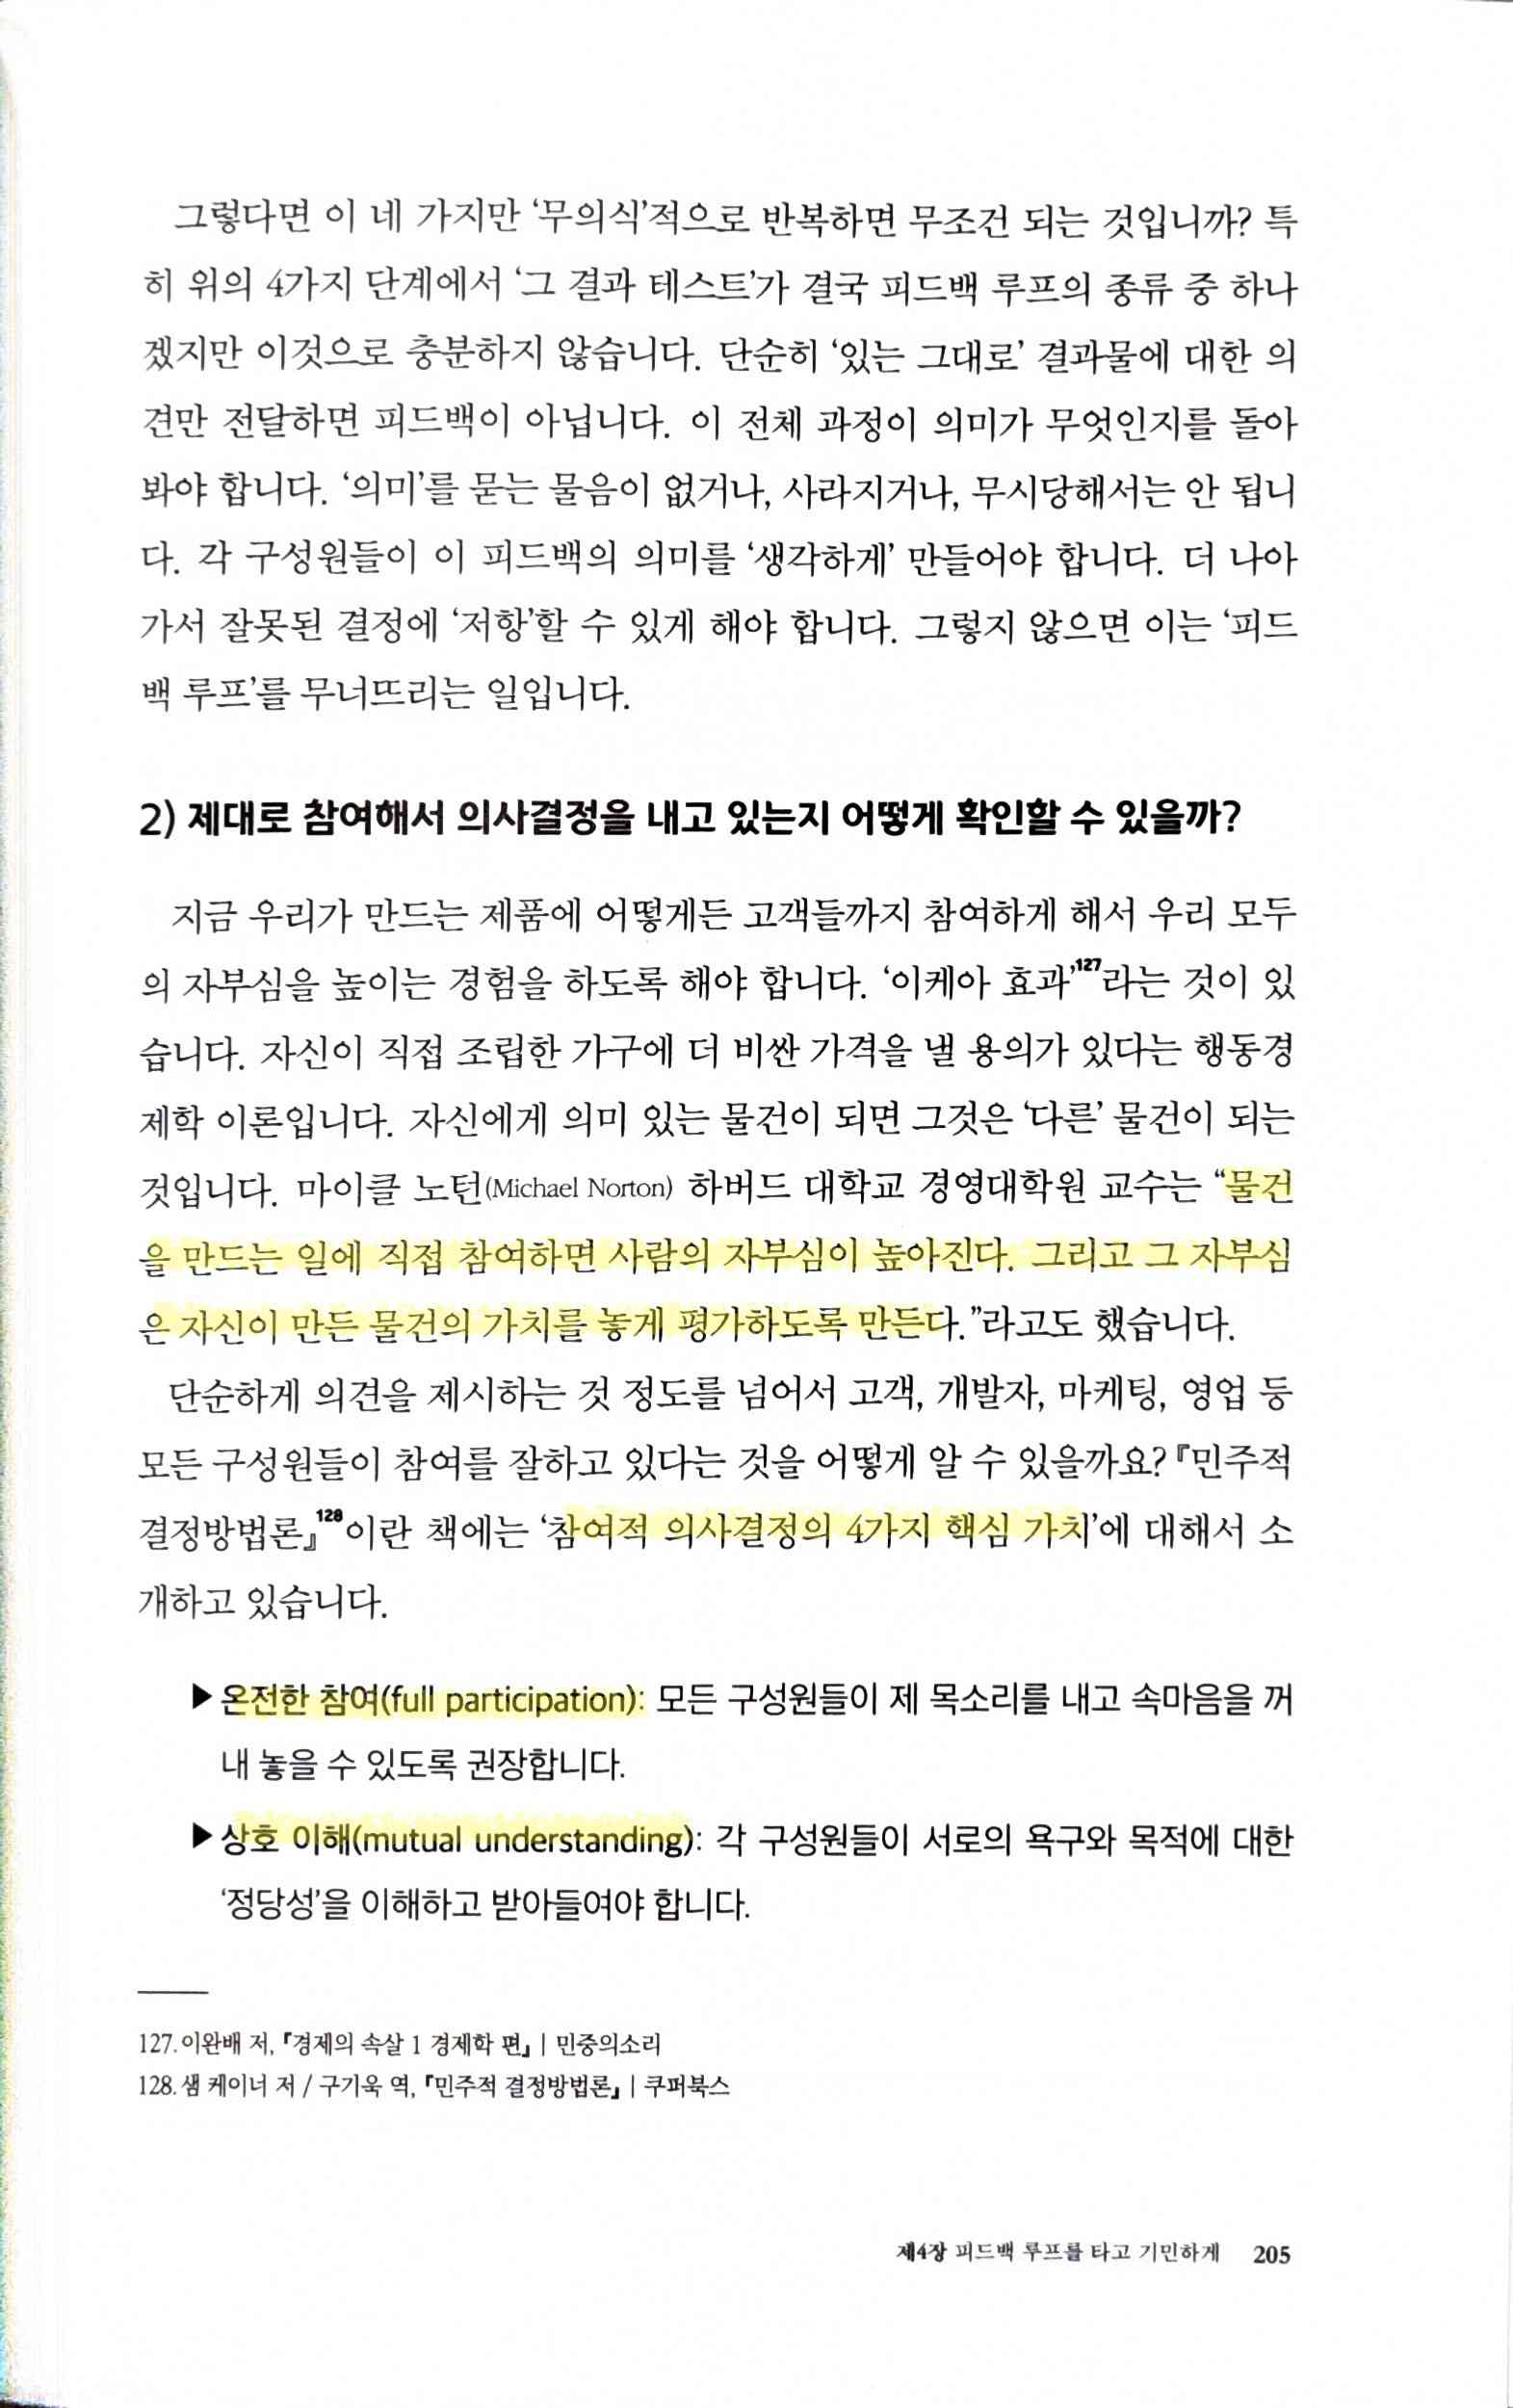 그렇다면 이 네 가지만 ‘무의식’적으로 반복하면 무조건 되는 것입니까? 특
히 위의 4가지 단계에서 ‘그 결과 테스트’가 결국 피드백 루프의 종류 중 하나
겠지만 이것으로 충분하지 않습니다. 단순히 ‘있는 그대로’ 결과물에 대한 의
견만 전달하면 피드백이 아닙니다. 이 전체 과정이 의미가 무엇인지를 돌아
봐야 합니다. ‘의미’를 묻는 물음이 없거나, 사라지거나, 무시당해서는 안 됩니
다. 각 구성원들이 이 피드백의 의미를 ‘생각하게’ 만들어야 합니다. 더 나아
가서 잘못된 결정에 ‘저항’할 수 있게 해야 합니다. 그렇지 않으면 이는 ‘피드
백 루프’를 무너뜨리는 일입니다.
2) 제대로 참여해서 의사결정을 내고 있는지 어떻게 확인할 수 있을까?
지금 우리가 만드는 제품에 어떻게든 고객들까지 참여하게 해서 우리 모두
의 자부심을 높이는 경험을 하도록 해야 합니다. ‘이케아 효과’127라는 것이 있
습니다. 자신이 직접 조립한 가구에 더 비싼 가격을 낼 용의가 있다는 행동경
제학 이론입니다. 자신에게 의미 있는 물건이 되면 그것은 ‘다른’ 물건이 되는
것입니다. 마이클 노턴(Michael Norton) 하버드 대학교 경영대학원 교수는 “물건
을 만드는 일에 직접 참여하면 사람의 자부심이 높아진다. 그리고 그 자부심
은 자신이 만든 물건의 가치를 놓게 평가하도록 만든다.”라고도 했습니다.
단순하게 의견을 제시하는 것 정도를 넘어서 고객, 개발자, 마케팅, 영업 등
모든 구성원들이 참여를 잘하고 있다는 것을 어떻게 알 수 있을까요? 『민주적
결정방법론』128이란 책에는 ‘참여적 의사결정의 4가지 핵심 가치’에 대해서 소
개하고 있습니다.
▶ 온전한 참여(full participation): 모든 구성원들이 제 목소리를 내고 속마음을 꺼
내 놓을 수 있도록 권장합니다.
▶ 상호 이해(mutual understanding): 각 구성원들이 서로의 욕구와 목적에 대한
‘정당성’을 이해하고 받아들여야 합니다.
127. 이완배 저, 『경제의 속살 1 경제학 편』 | 민중의소리
128. 샘 케이너 저 / 구기욱 역, 『민주적 결정방법론』 | 쿠퍼북스
제4장 피드백 루프를 타고 기민하게 205